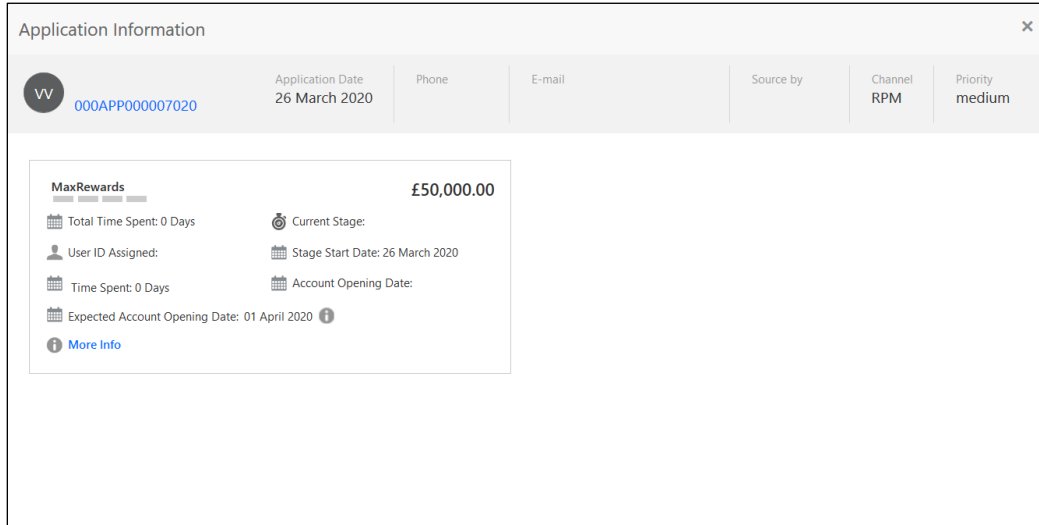 Application Information
×
VV
000APP000007020
Application Date
26 March 2020
Phone
E-mail
Source by
Channel
RPM
Priority
medium
MaxRewards
£50,000.00
Total Time Spent: 0 Days
Current Stage:
User ID Assigned:
Stage Start Date: 26 March 2020
Time Spent: 0 Days
Account Opening Date:
Expected Account Opening Date: 01 April 2020
More Info